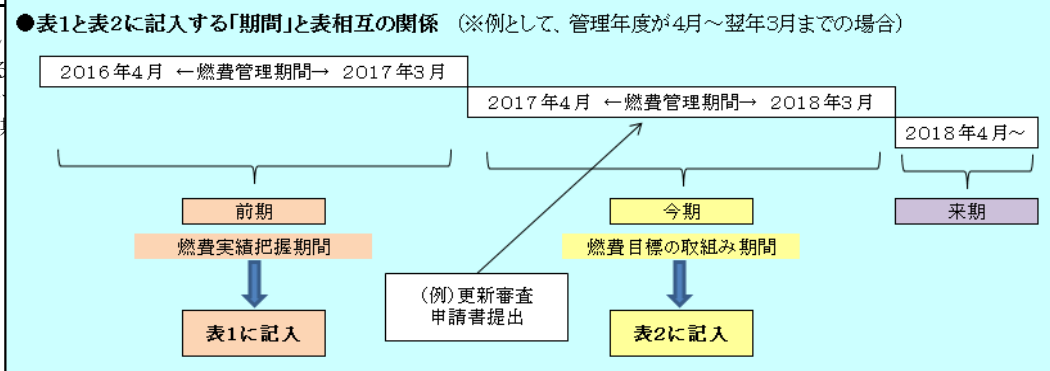 ●表1と表2に記入する「期間」と表相互の関係 (※例として、管理年度が4月～翌年3月までの場合)
2016年4月 ←燃費管理期間→ 2017年3月
2017年4月 ←燃費管理期間→ 2018年3月
2018年4月～
前期
今期
来期
燃費実績把握期間
燃費目標の取組み期間
(例)更新審査
申請書提出
表1に記入
表2に記入